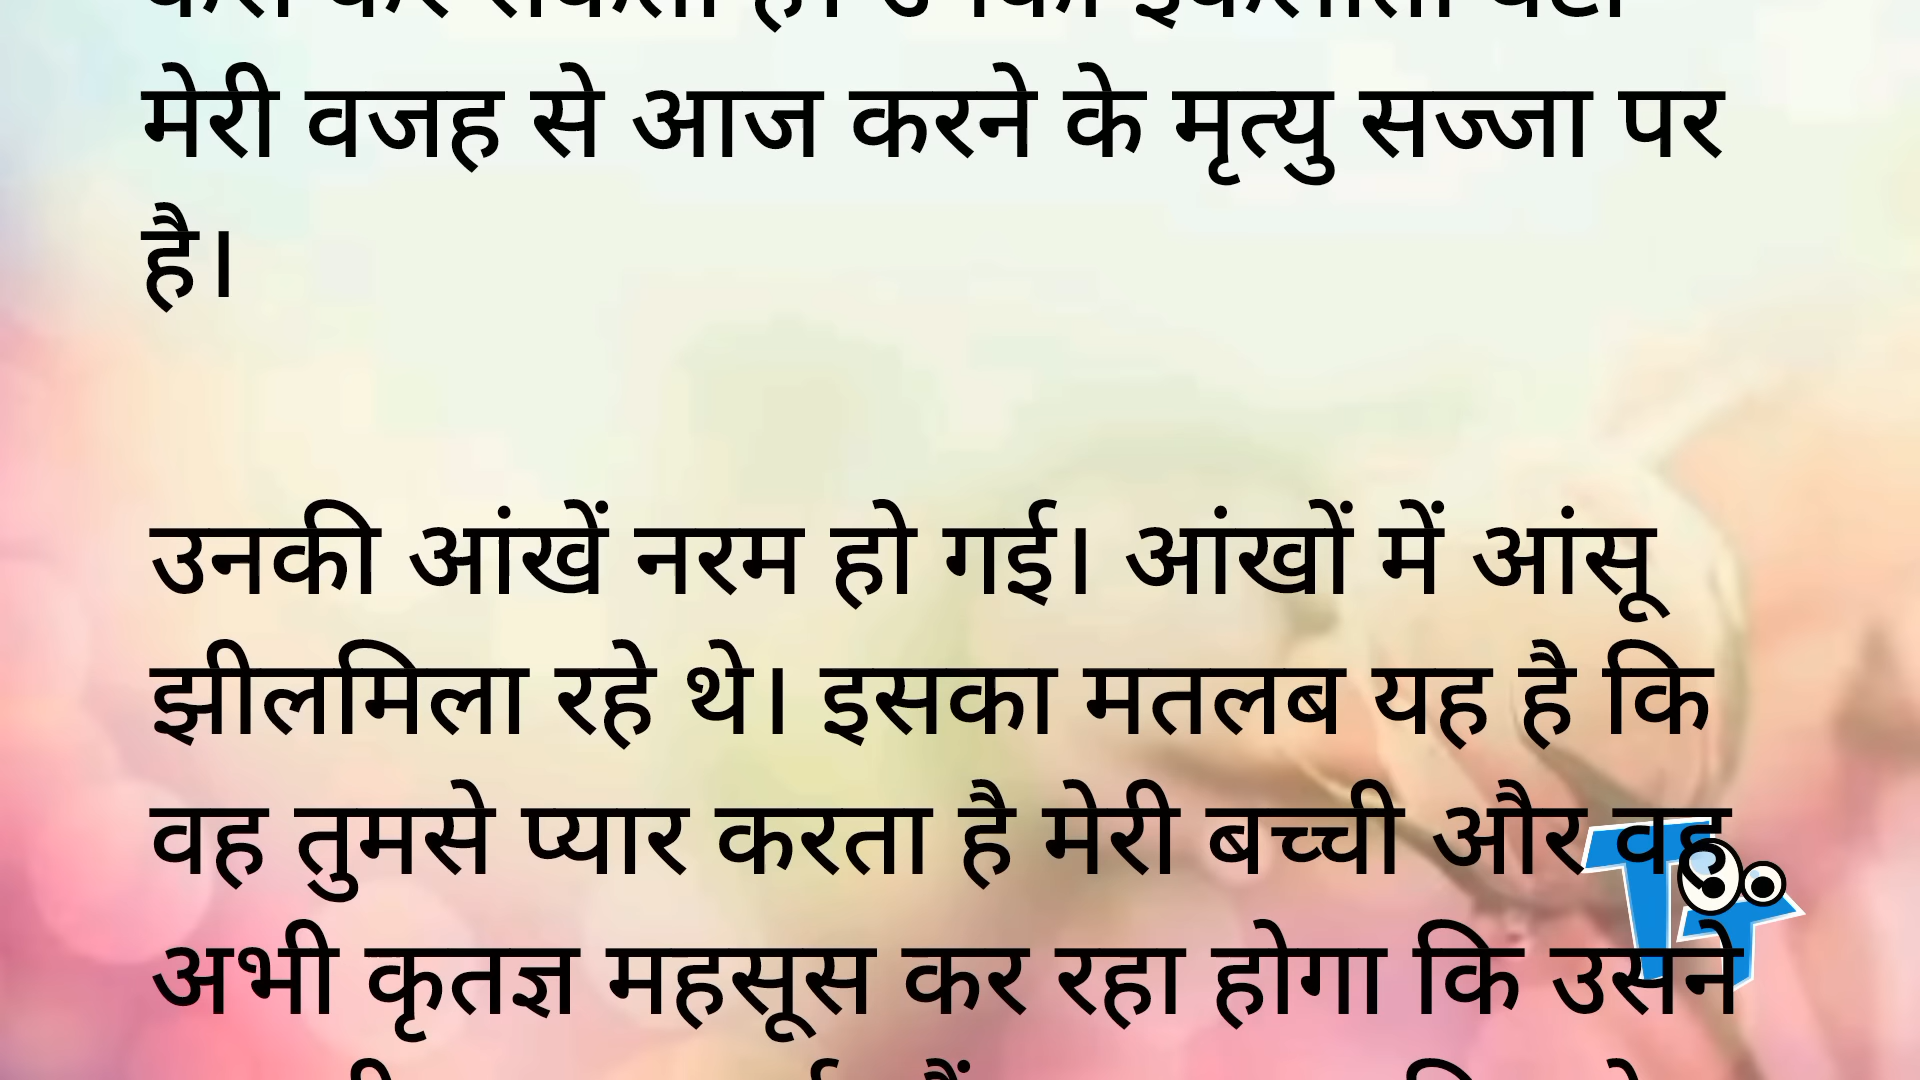 मेरी वजह से आज करने के मृत्यु सज्जा पर
है।
उनकी आंखें नरम हो गई। आंखों में आंसू
झीलमिला रहे थे। इसका मतलब यह है कि
वह तुमसे प्यार करता है मेरी बच्ची और वह
अभी कृतज्ञ महसूस कर रहा होगा कि उसने